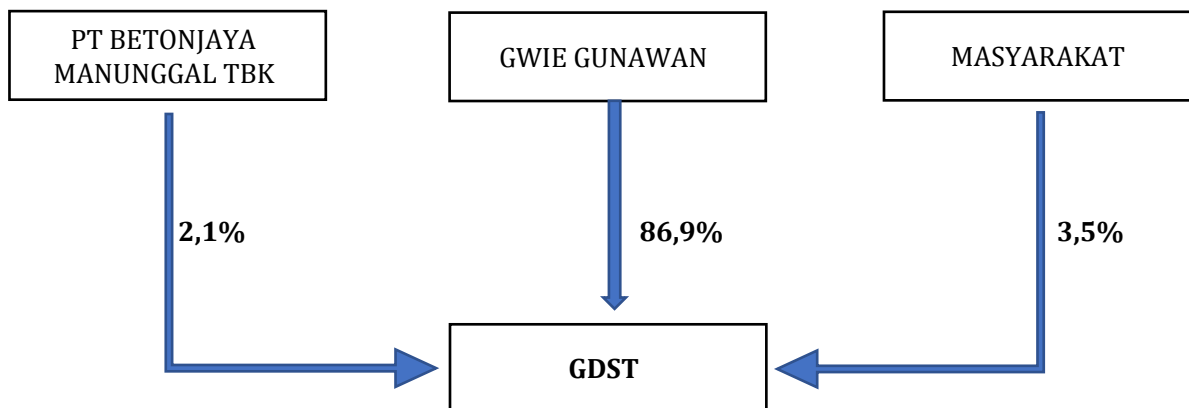 PT BETONJAYA
MANUNGGAL TBK
GWIE GUNAWAN
MASYARAKAT
2,1%
86,9%
3,5%
GDST